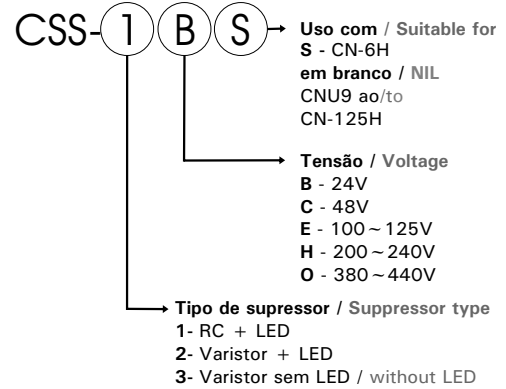 CSS-1BS
Uso com / Suitable for
S - CN-6H
em branco / NIL
CNU9 ao/to
CN-125H
Tensão / Voltage
B - 24V
C - 48V
E - 100~125V
H - 200~240V
O - 380~440V
Tipo de supressor / Suppressor type
1- RC + LED
2- Varistor + LED
3- Varistor sem LED / without LED